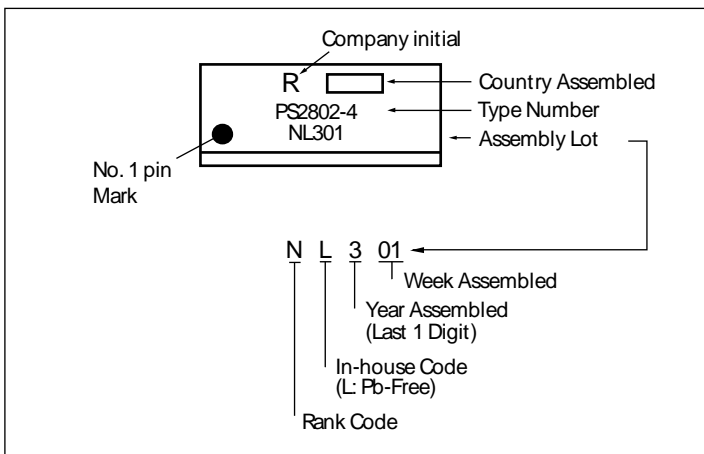 Company initial
R
Country Assembled
PS2802-4
Type Number
NL301
Assembly Lot
No. 1 pin
Mark
N L 3 01
Week Assembled
Year Assembled
(Last 1 Digit)
In-house Code
(L: Pb-Free)
Rank Code